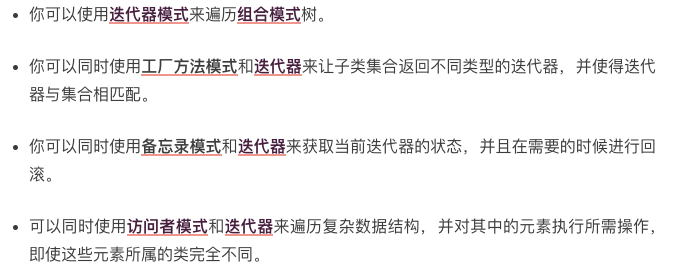 你可以使用迭代器模式来遍历组合模式树。
你可以同时使用工厂方法模式和迭代器来让子类集合返回不同类型的迭代器，并使得迭代
器与集合相匹配。
你可以同时使用备忘录模式和迭代器来获取当前迭代器的状态，并且在需要的时候进行回
滚。
可以同时使用访问者模式和迭代器来遍历复杂数据结构，并对其中的元素执行所需操作，
即使这些元素所属的类完全不同。